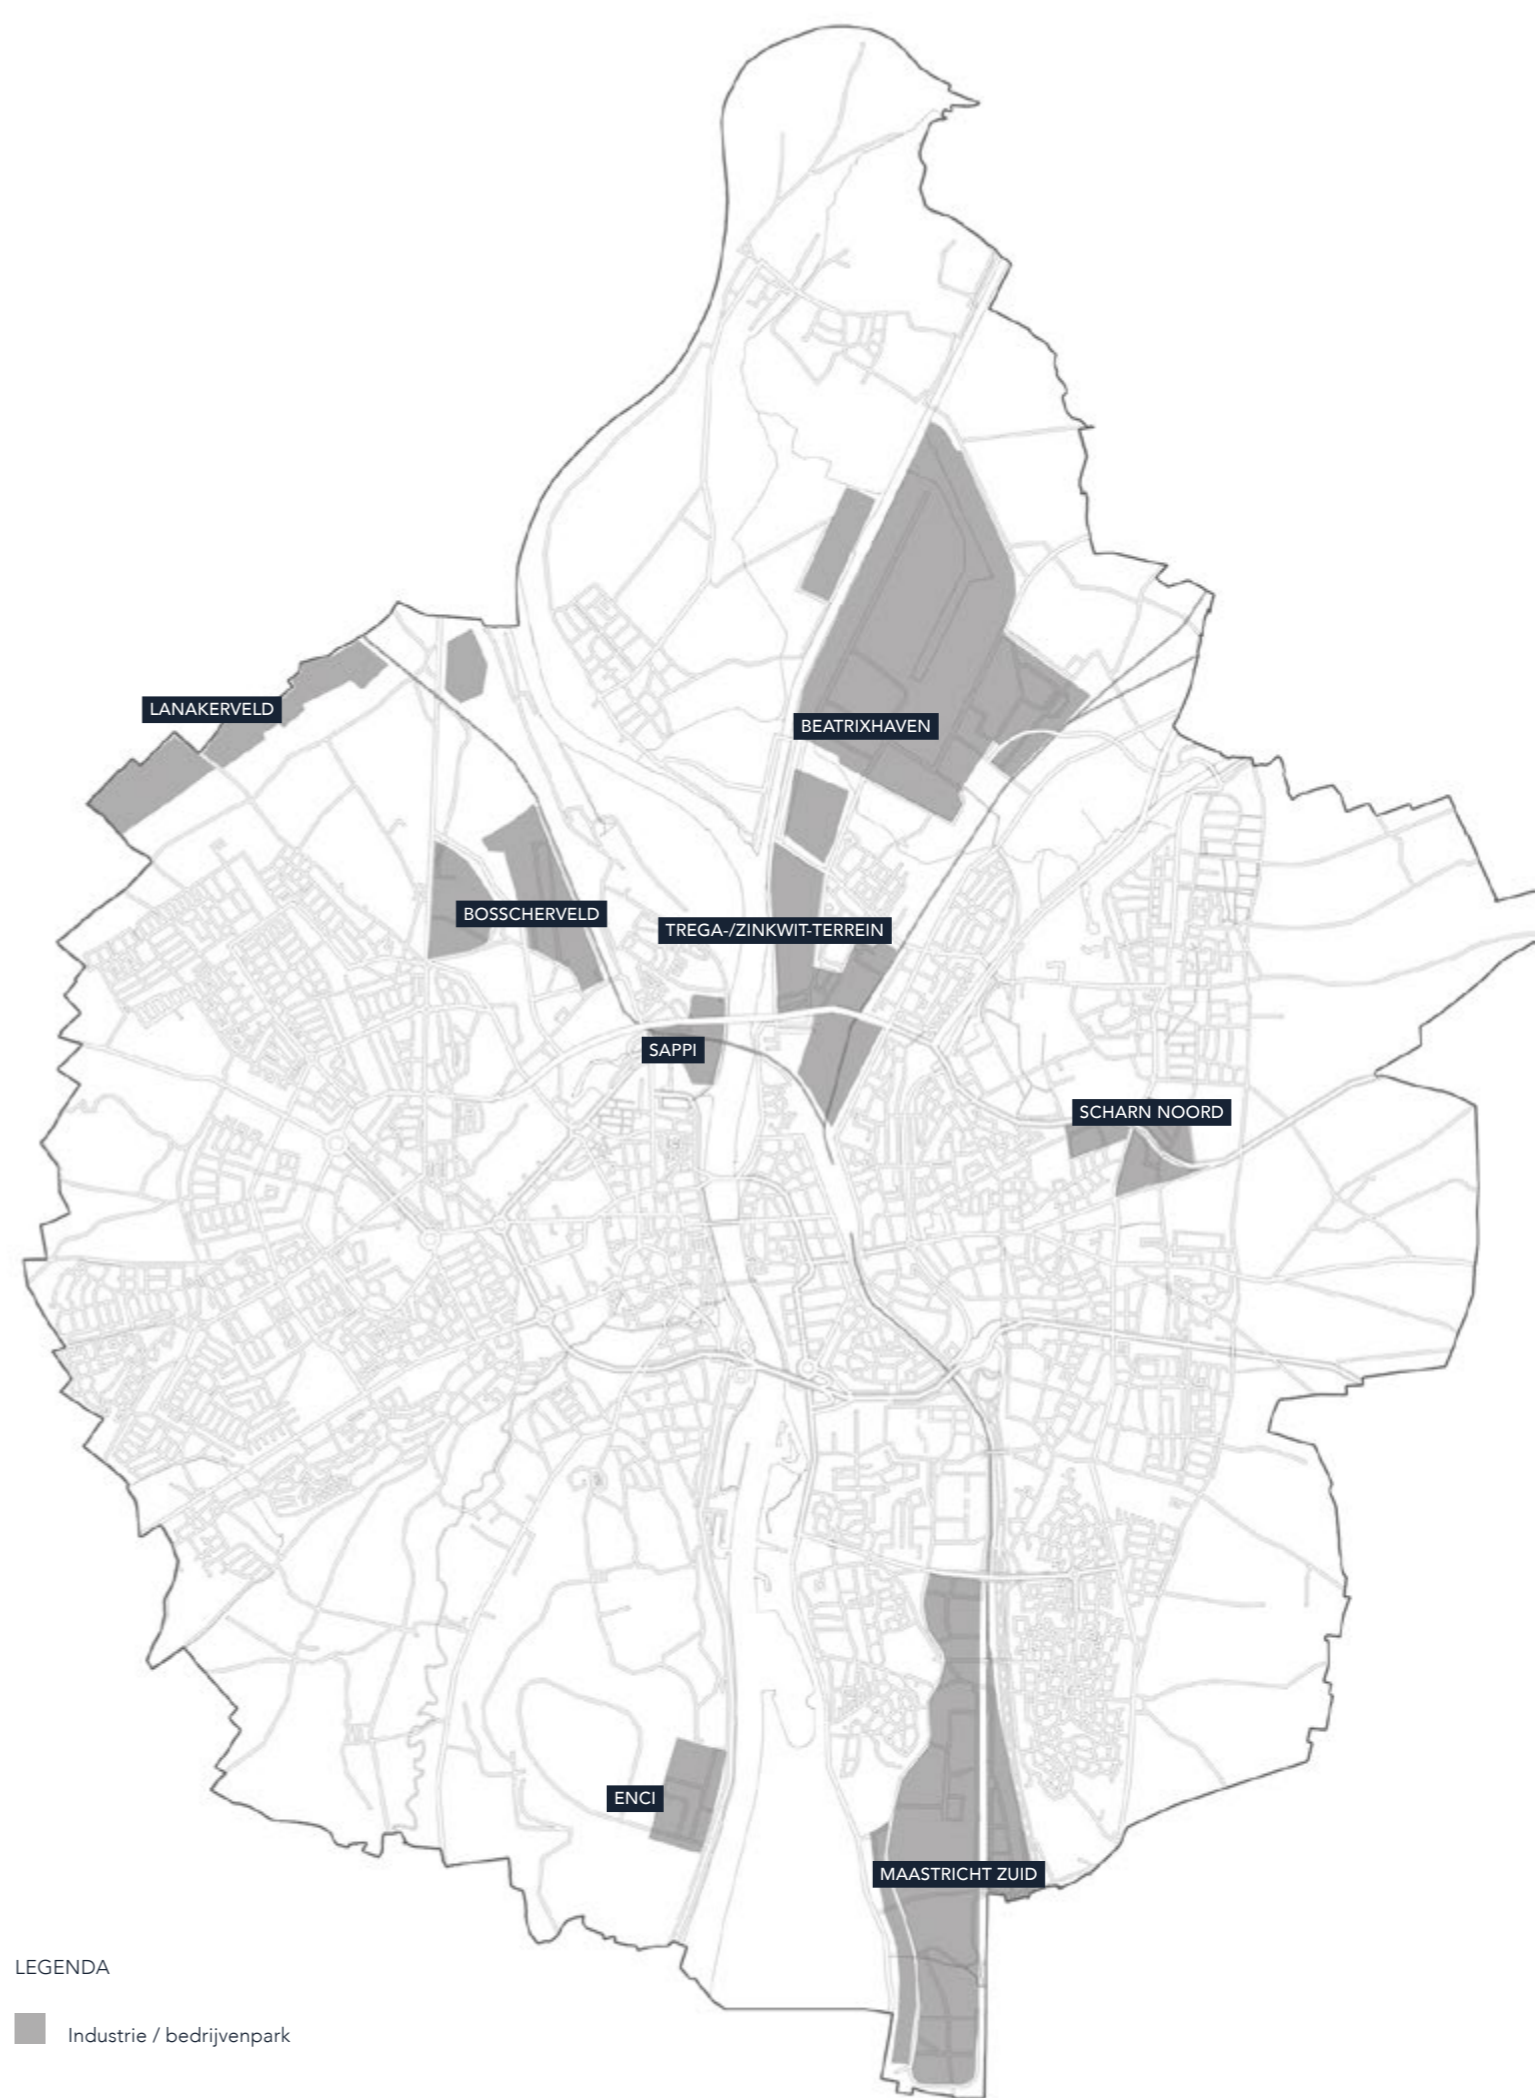 LANAKERVELD
BEATRIXHAVEN
BOSSCHERVELD
TREGA-/ZINKWIT-TERREIN
SAPPI
SCHARN NOORD
ENCI
MAASTRICHT ZUID
LEGENDA
Industrie / bedrijvenpark